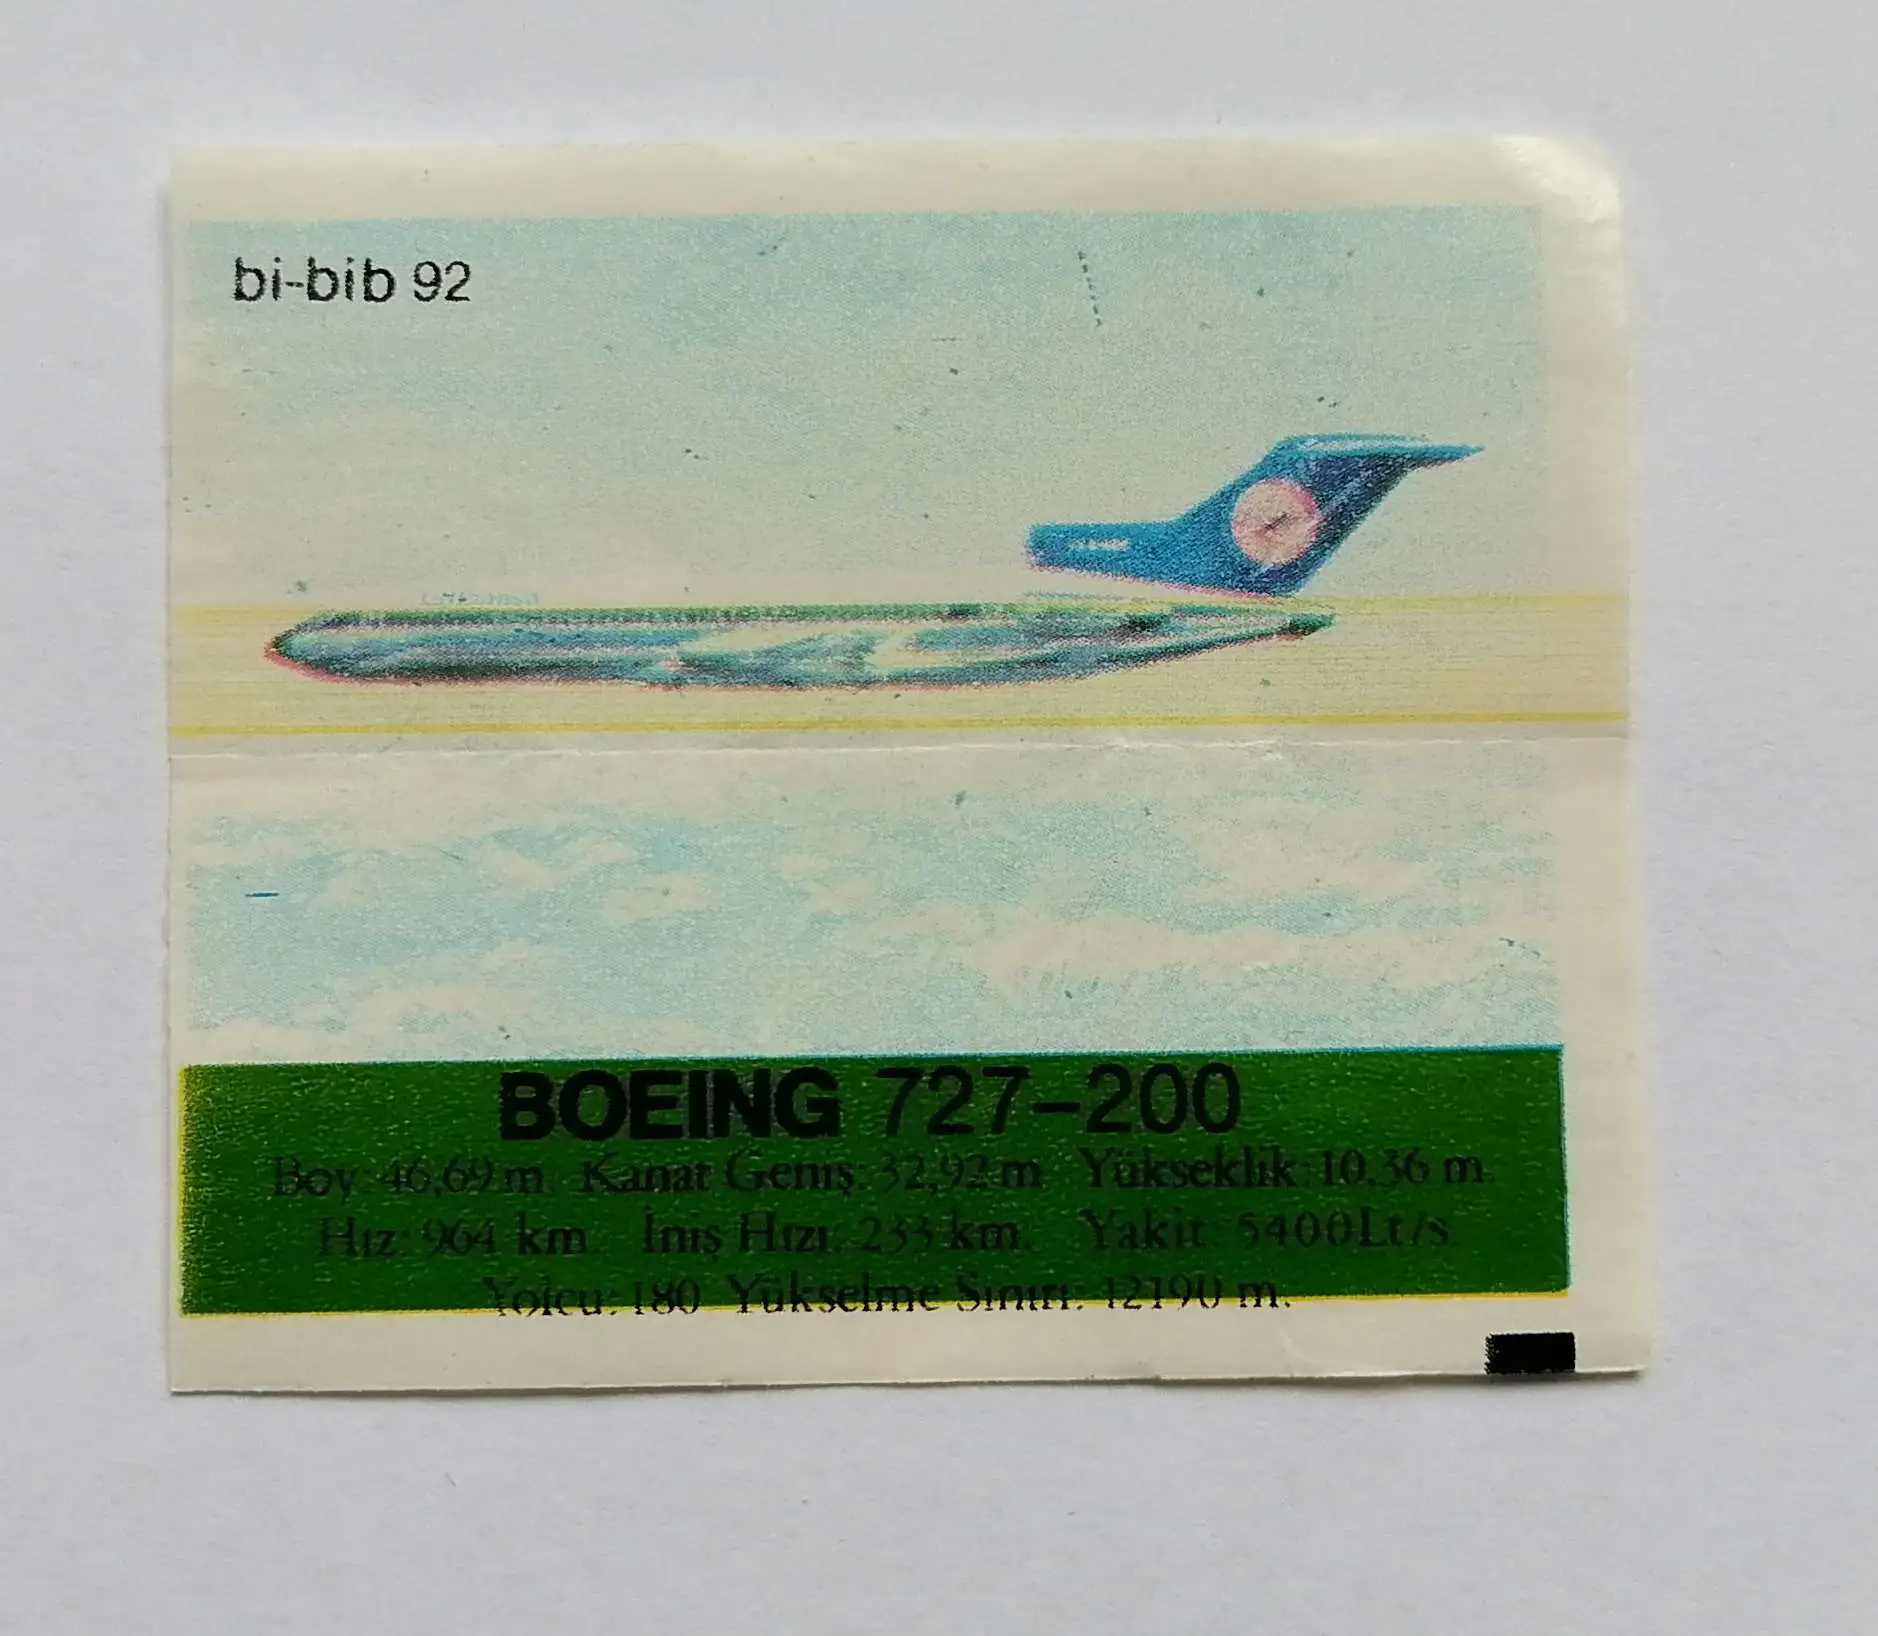 bi-bib 92
BOEING 727-200
Boy: 46,69 m. Kanat Geniş: 32,92 m Yükseklik: 10.36 m.
Hız: 964 km. İniş Hızı: 233 km. Yakıt: 5400Lt/s.
Yolcu: 180 Yükselme Sınırı: 12190 m.